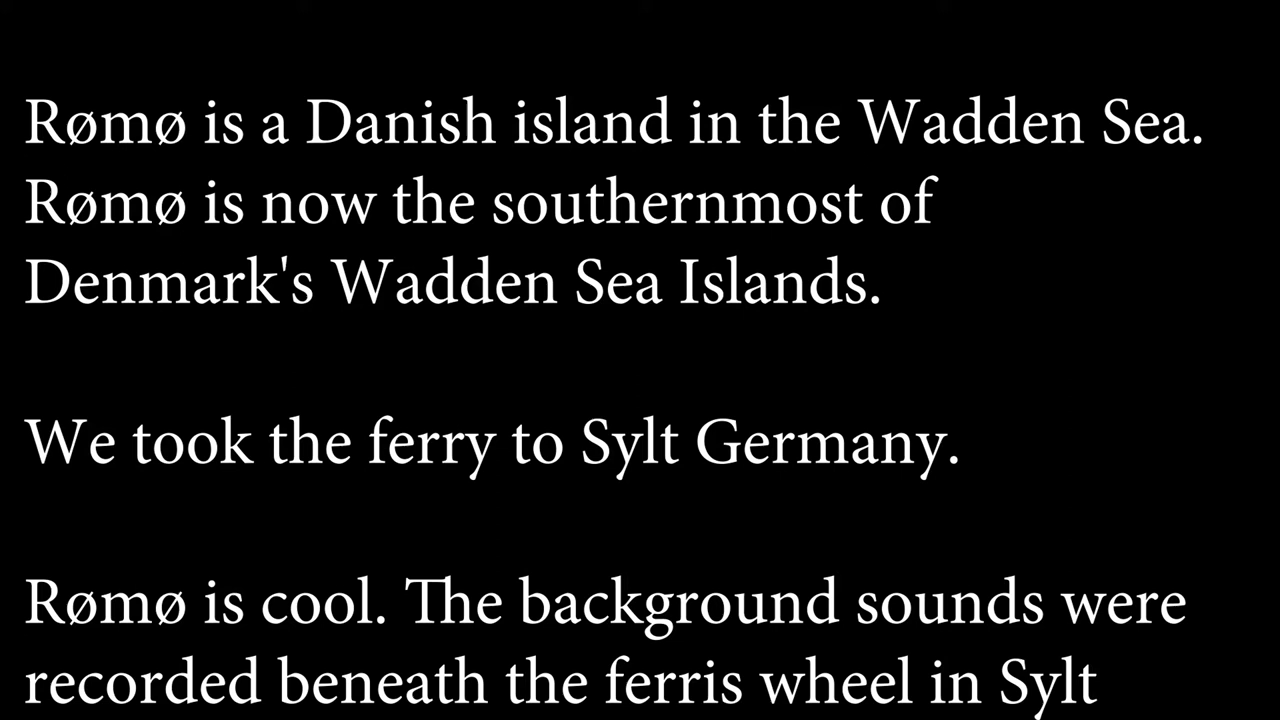 Rømø is a Danish island in the Wadden Sea.
Rømø is now the southernmost of
Denmark's Wadden Sea Islands.
We took the ferry to Sylt Germany.
Rømø is cool. The background sounds were
recorded beneath the ferris wheel in Sylt